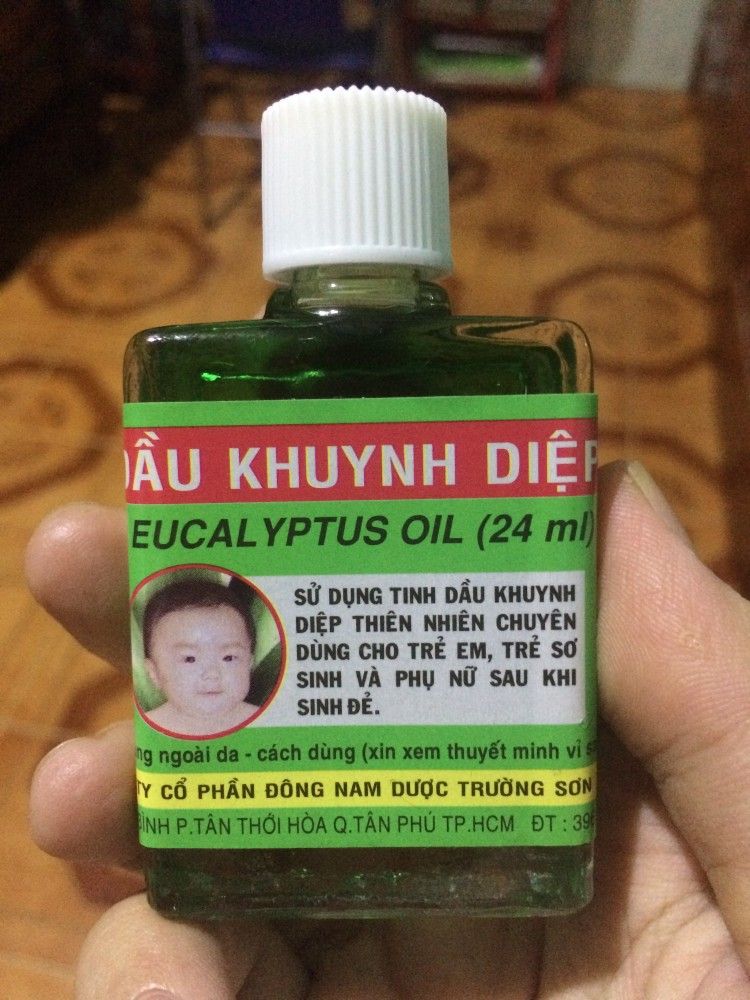 DẦU KHUYNH DIỆP
EUCALYPTUS OIL (24 ml)
SỬ DỤNG TINH DẦU KHUYNH
DIỆP THIÊN NHIÊN CHUYÊN
DÙNG CHO TRẺ EM, TRẺ SƠ
SINH VÀ PHỤ NỮ SAU KHI
SINH ĐẺ.
ngoài da - cách dùng (xin xem thuyết minh vỉ
TY CỔ PHẦN ĐÔNG NAM DƯỢC TRƯỜNG SƠN
BÌNH P.TÂN THỚI HÒA Q.TÂN PHÚ TP.HCM ĐT :